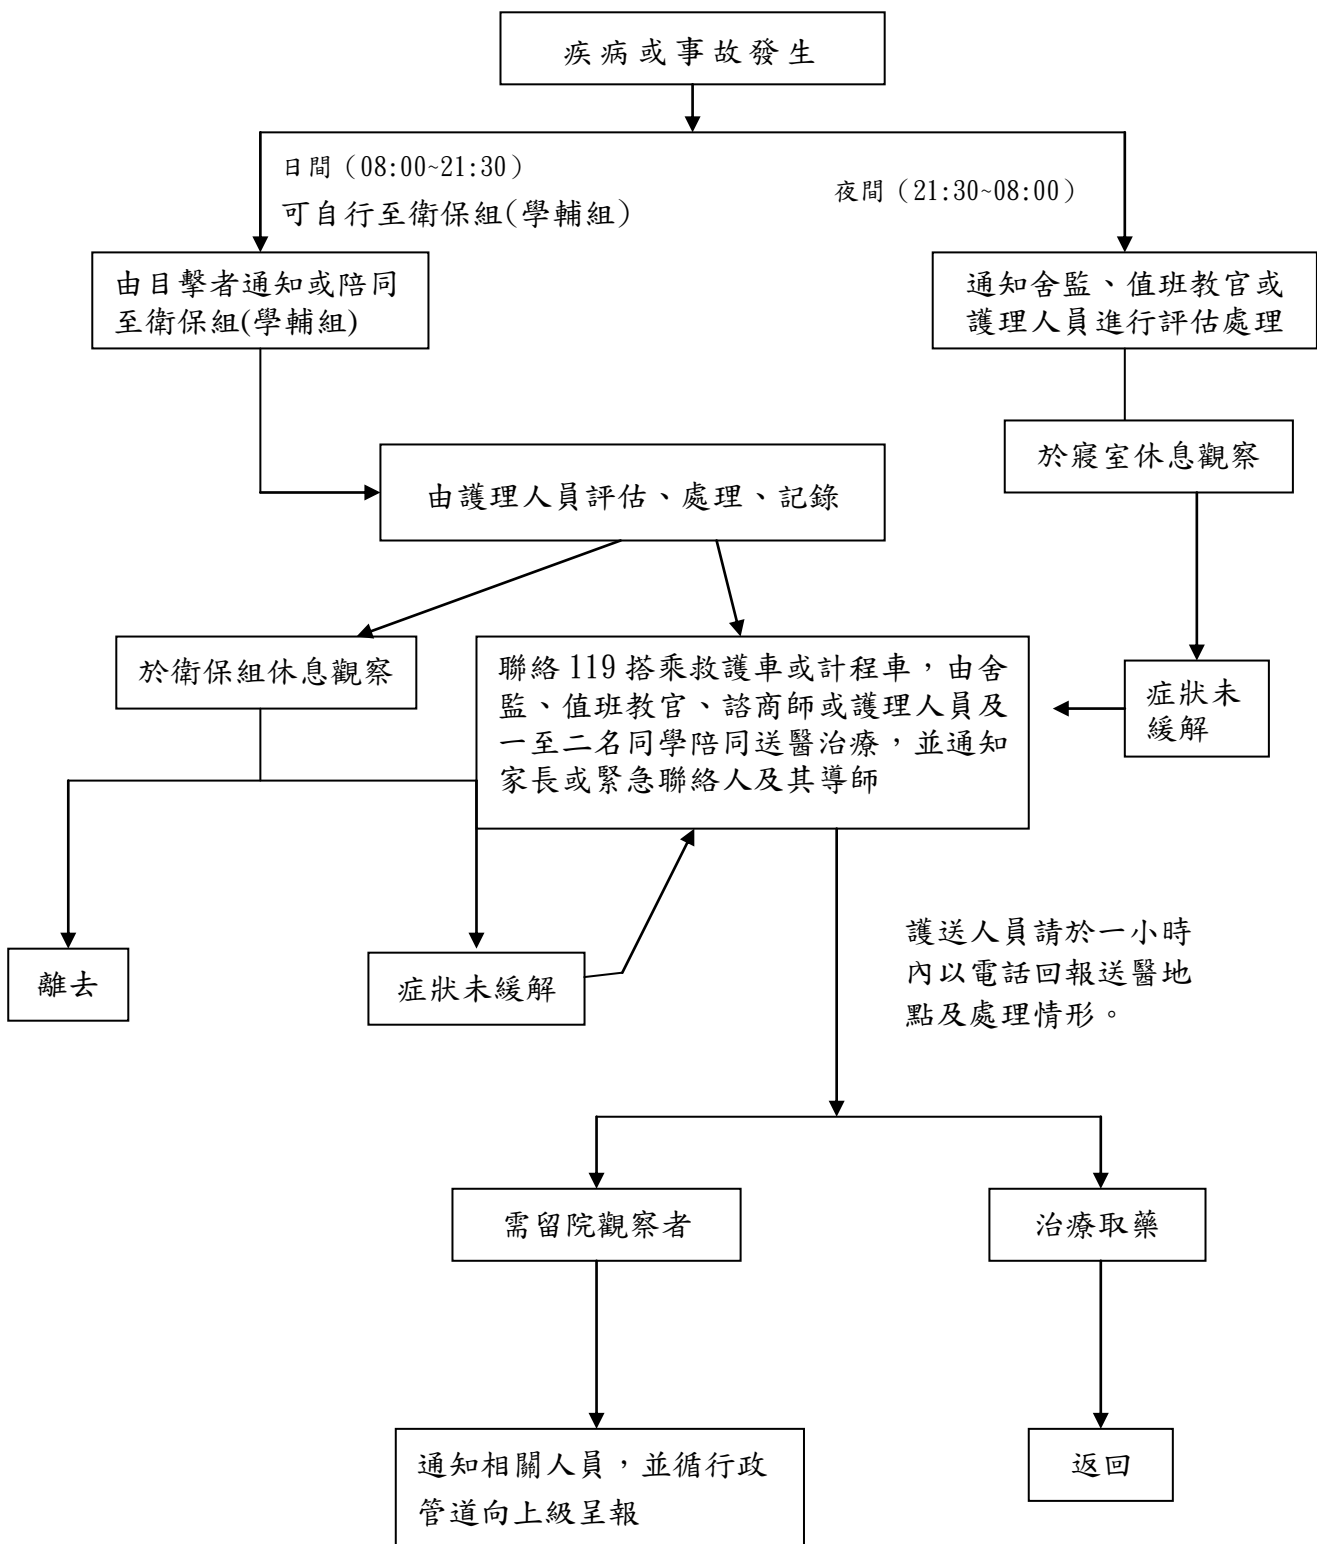 疾病或事故發生
日間（08:00~21:30）
可自行至衛保組(學輔組）
夜間（21:30~08:00）
由目擊者通知或陪同
至衛保組(學輔組)
通知舍監、值班教官或
護理人員進行評估處理
於寢室休息觀察
由護理人員評估、處理、記錄
於衛保組休息觀察
聯絡 119 搭乘救護車或計程車，由舍
監、值班教官、諮商師或護理人員及
一至二名同學陪同送醫治療，並通知
家長或緊急聯絡人及其導師
症狀未
緩解
離去
症狀未緩解
護送人員請於一小時
內以電話回報送醫地
點及處理情形。
需留院觀察者
治療取藥
通知相關人員，並循行政
管道向上級呈報
返回